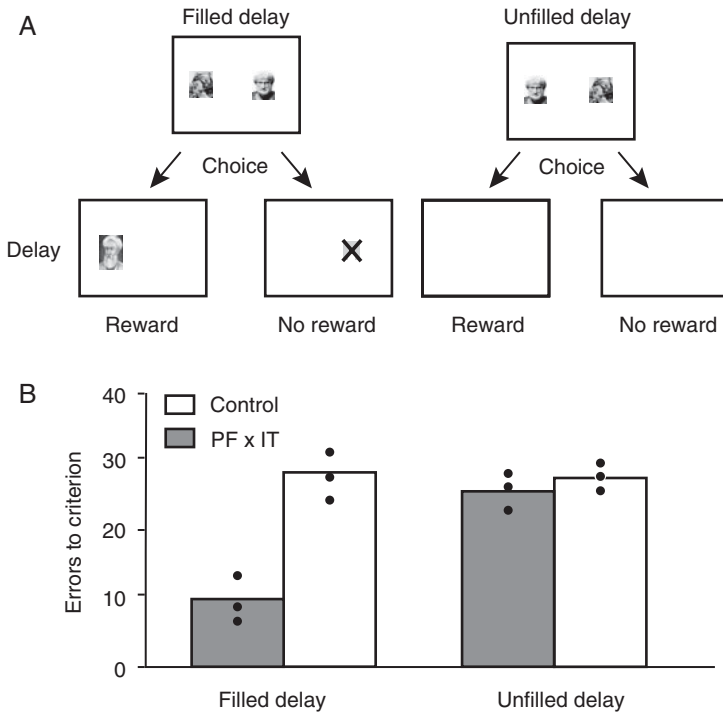 A
Filled delay
Unfilled delay
Choice
Choice
Delay
Reward
No reward
Reward
No reward
B
40
30
20
10
0
Errors to criterion
Control
PF x IT
Filled delay
Unfilled delay